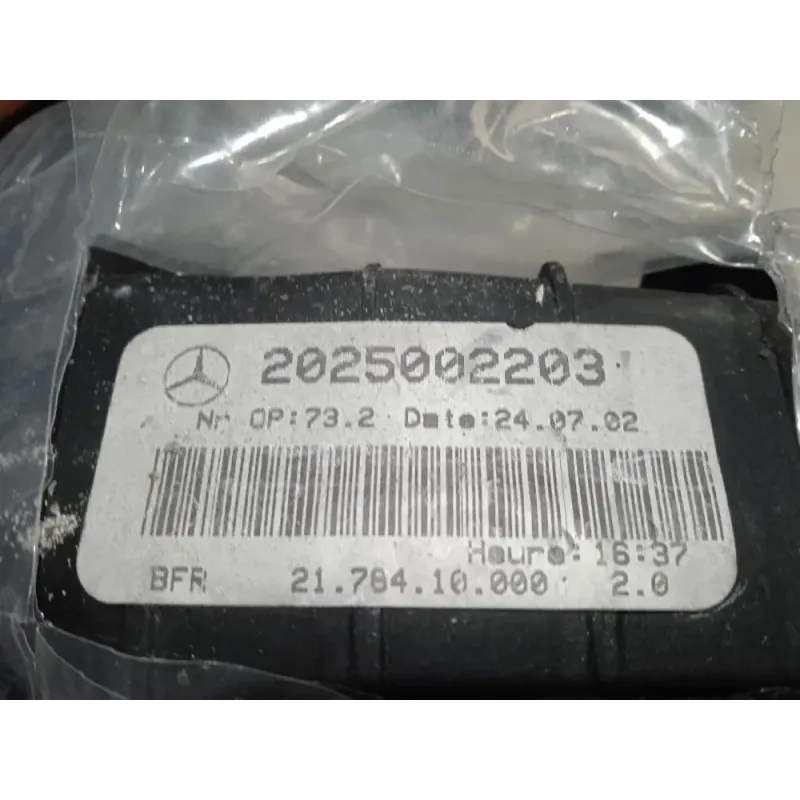 2025002203
Nr OP:73.2 Date:24.07.02
Heure: 16:37
BFR 21.784.10.000 2.0